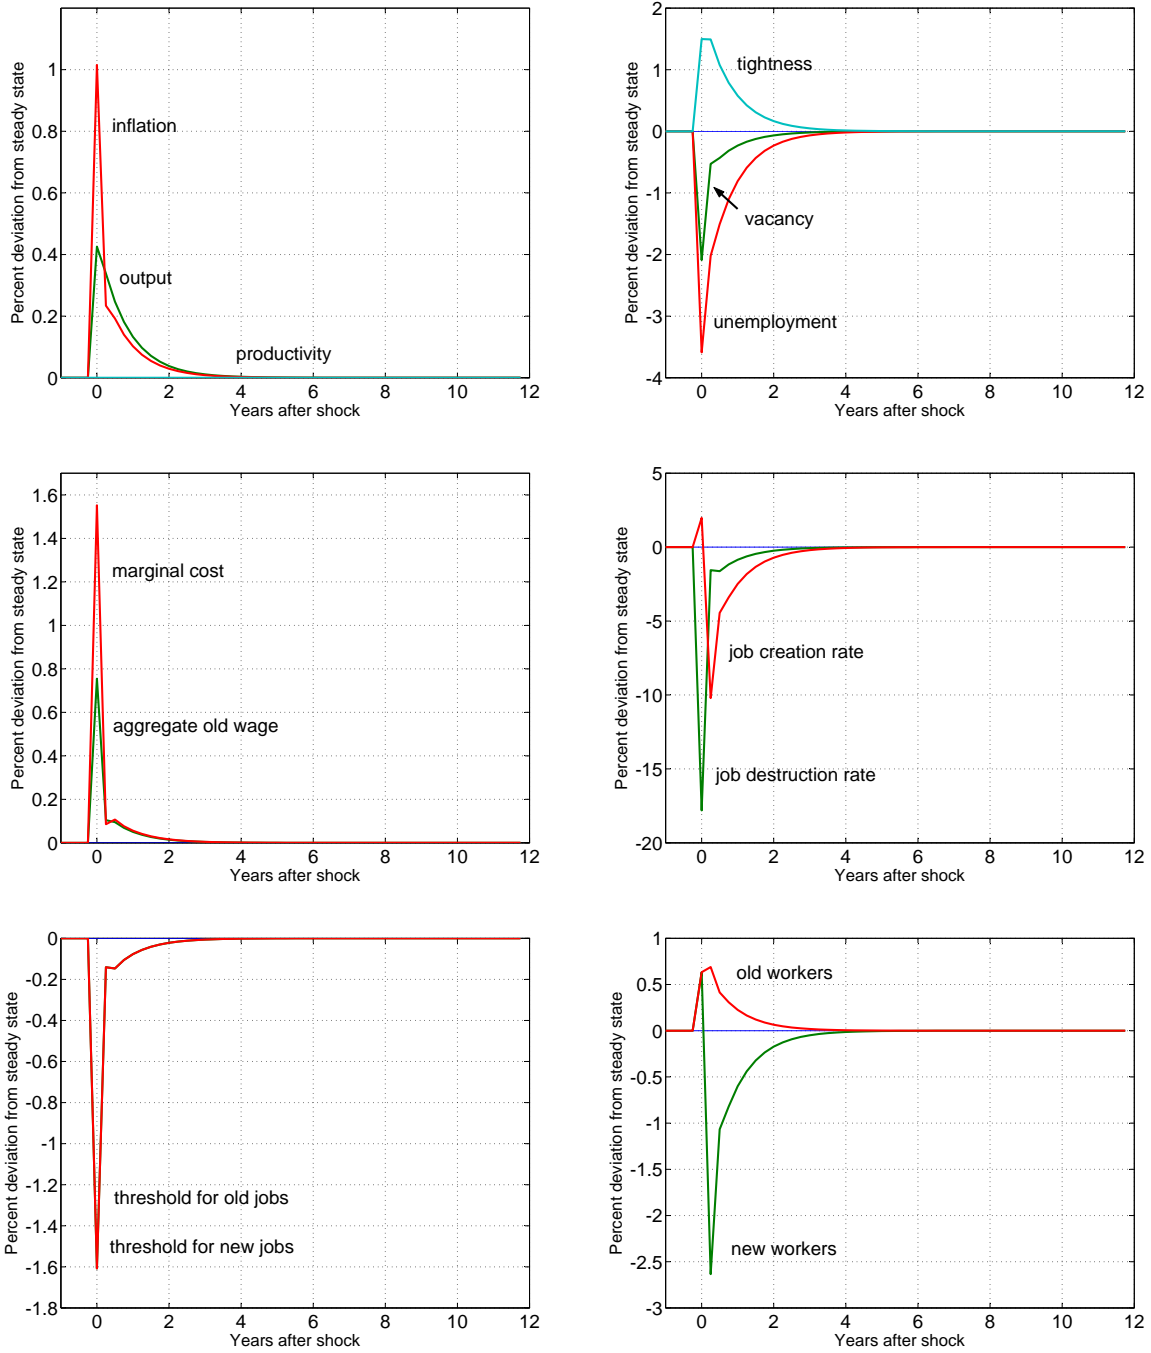 Percent deviation from steady state
1
0.8
0.6
0.4
0.2
0
inflation
output
productivity
0 2 4 6 8 10 12
Years after shock
Percent deviation from steady state
2
1
0
-1
-2
-3
-4
tightness
vacancy
unemployment
0 2 4 6 8 10 12
Years after shock
Percent deviation from steady state
1.6
1.4
1.2
1
0.8
0.6
0.4
0.2
0
marginal cost
aggregate old wage
0 2 4 6 8 10 12
Years after shock
Percent deviation from steady state
5
0
-5
-10
-15
-20
job creation rate
job destruction rate
0 2 4 6 8 10 12
Years after shock
Percent deviation from steady state
0
-0.2
-0.4
-0.6
-0.8
-1
-1.2
-1.4
-1.6
-1.8
threshold for old jobs
threshold for new jobs
0 2 4 6 8 10 12
Years after shock
Percent deviation from steady state
1
0.5
0
-0.5
-1
-1.5
-2
-2.5
-3
old workers
new workers
0 2 4 6 8 10 12
Years after shock